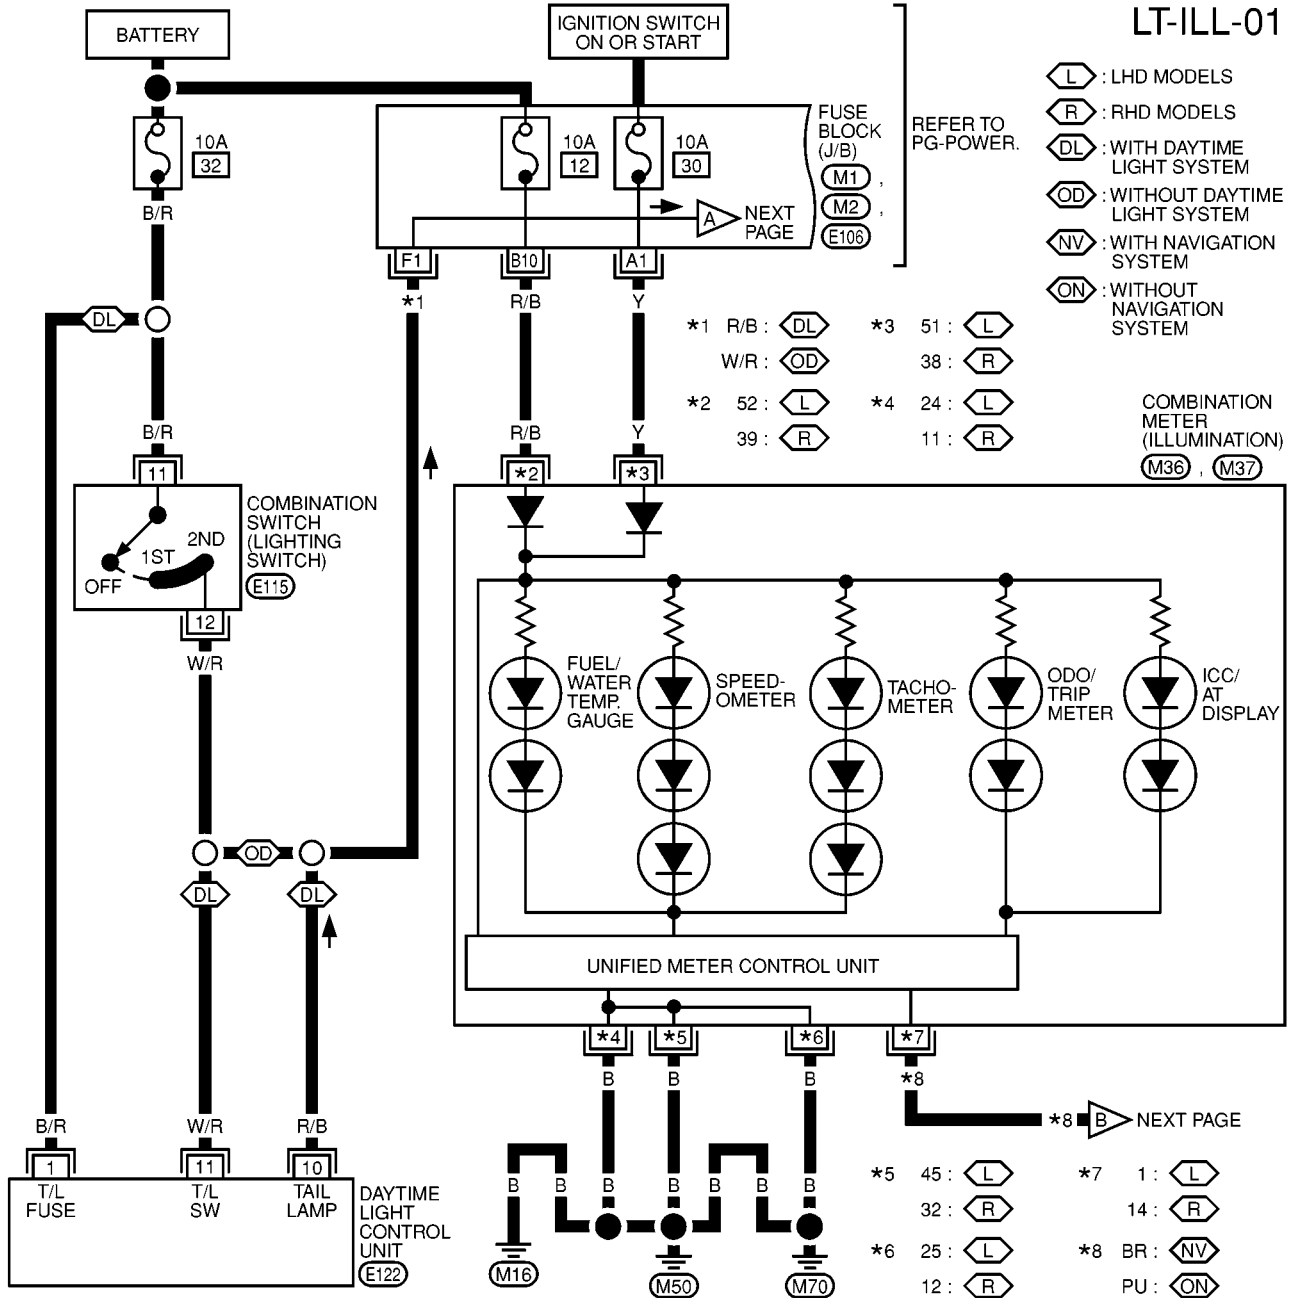 LT-ILL-01
BATTERY
IGNITION SWITCH
ON OR START
L : LHD MODELS
R : RHD MODELS
DL : WITH DAYTIME
LIGHT SYSTEM
OD : WITHOUT DAYTIME
LIGHT SYSTEM
NV : WITH NAVIGATION
SYSTEM
ON : WITHOUT
NAVIGATION
SYSTEM
10A
32
10A
12
10A
30
FUSE
BLOCK
(J/B)
M1 ,
M2 ,
E106
REFER TO
PG-POWER.
A
NEXT
PAGE
B/R
F1
B10
A1
*1
R/B
Y
DL
*1 R/B : DL
W/R : OD
*2 52 : L
39 : R
*3 51 : L
38 : R
*4 24 : L
11 : R
B/R
R/B
Y
11
*2
*3
COMBINATION
METER
(ILLUMINATION)
M36 , M37
COMBINATION
SWITCH
(LIGHTING
SWITCH)
E115
OFF
1ST
2ND
12
W/R
FUEL/
WATER
TEMP.
GAUGE
SPEED-
OMETER
TACHO-
METER
ODO/
TRIP
METER
ICC/
AT
DISPLAY
OD
DL
DL
UNIFIED METER CONTROL UNIT
*4
*5
*6
*7
B
B
B
*8
*8
B
NEXT PAGE
B/R
W/R
R/B
1
11
10
T/L
FUSE
T/L
SW
TAIL
LAMP
DAYTIME
LIGHT
CONTROL
UNIT
E122
B
B
B
B
B
B
B
M16
M50
M70
*5 45 : L
32 : R
*6 25 : L
12 : R
*7 1 : L
14 : R
*8 BR : NV
PU : ON